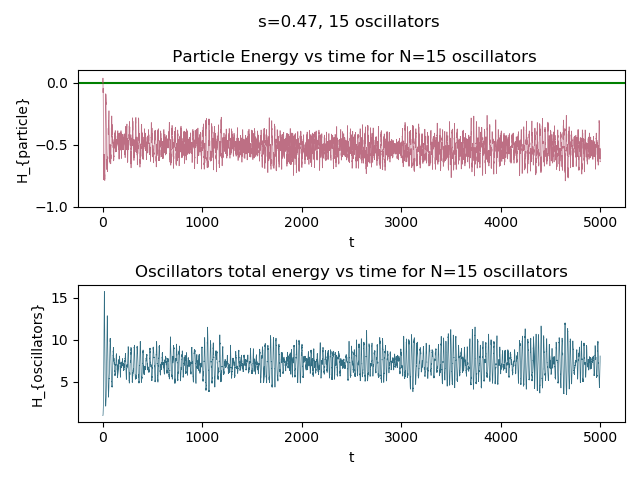 s=0.47, 15 oscillators
Particle Energy vs time for N=15 oscillators
0.0
−0.5
−1.0
H_{particle}
0 1000 2000 3000 4000 5000
t
Oscillators total energy vs time for N=15 oscillators
15
10
5
H_{oscillators}
0 1000 2000 3000 4000 5000
t